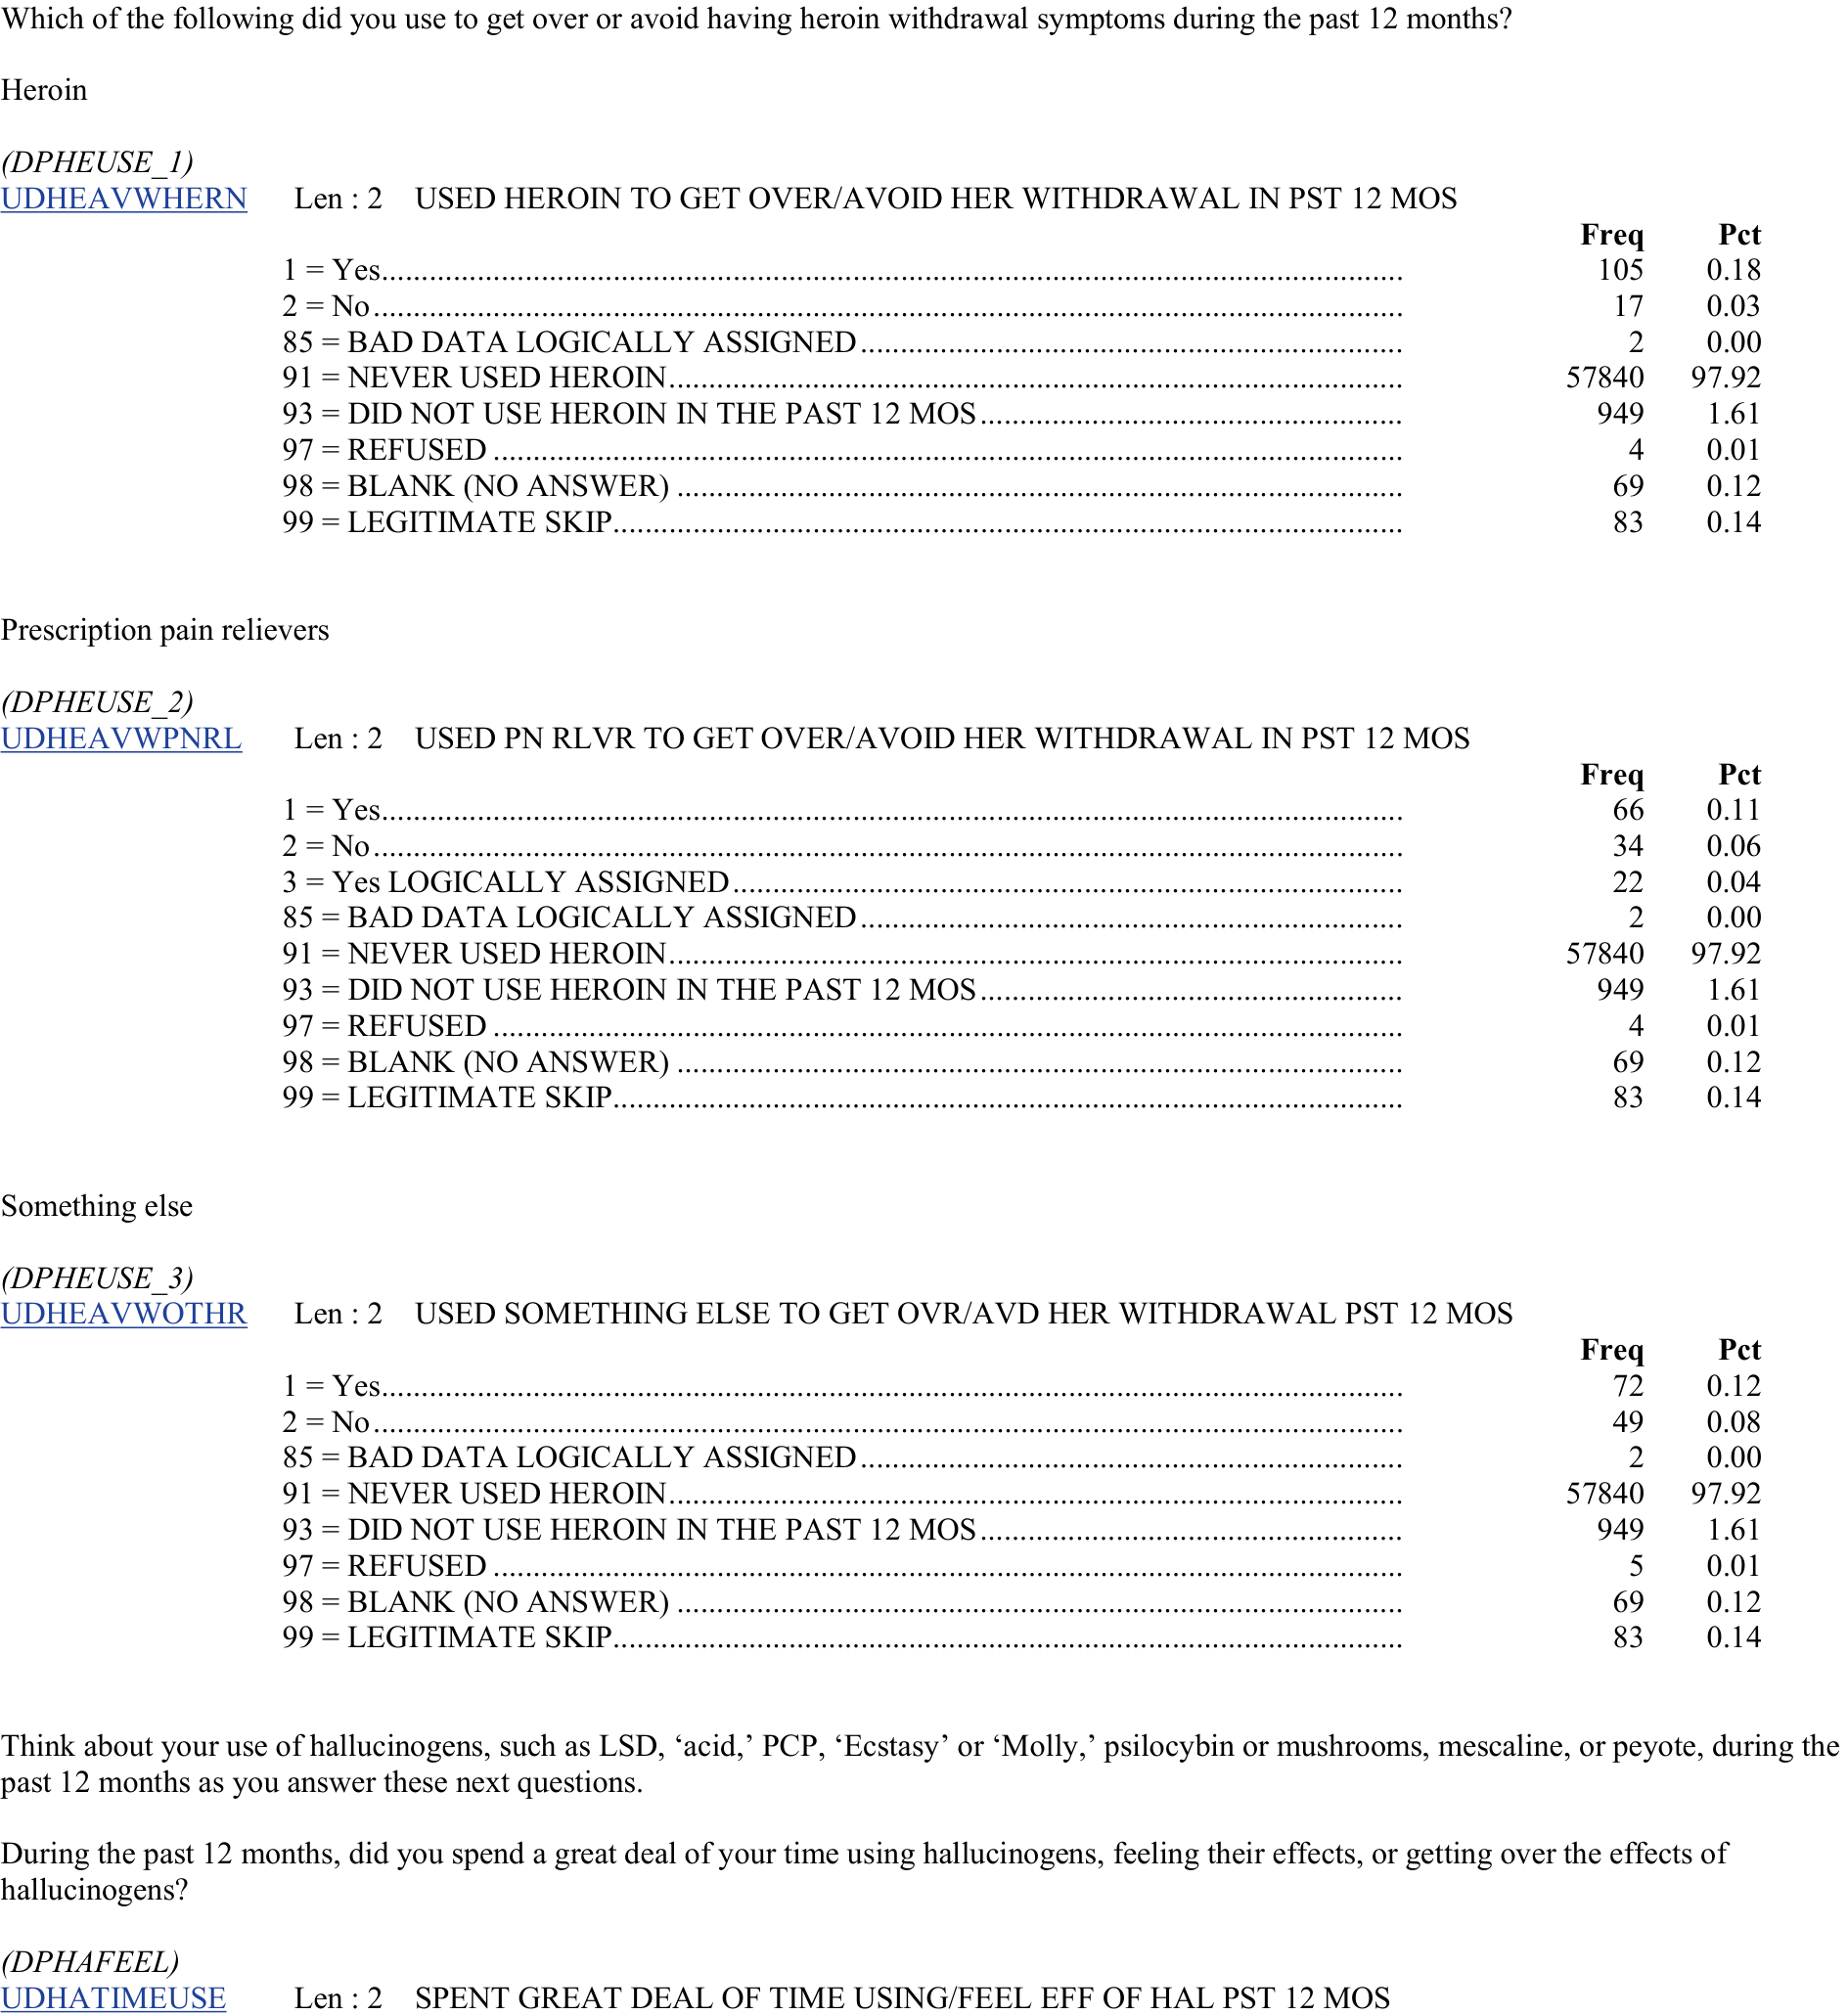 Which of the following did you use to get over or avoid having heroin withdrawal symptoms during the past 12 months?
Heroin
(DPHEUSE_1)
UDHEAVWHERN Len : 2 USED HEROIN TO GET OVER/AVOID HER WITHDRAWAL IN PST 12 MOS
Freq Pct
1 = Yes 105 0.18
2 = No 17 0.03
85 = BAD DATA LOGICALLY ASSIGNED 2 0.00
91 = NEVER USED HEROIN 57840 97.92
93 = DID NOT USE HEROIN IN THE PAST 12 MOS 949 1.61
97 = REFUSED 4 0.01
98 = BLANK (NO ANSWER) 69 0.12
99 = LEGITIMATE SKIP 83 0.14
Prescription pain relievers
(DPHEUSE_2)
UDHEAVWPNRL Len : 2 USED PN RLVR TO GET OVER/AVOID HER WITHDRAWAL IN PST 12 MOS
Freq Pct
1 = Yes 66 0.11
2 = No 34 0.06
3 = Yes LOGICALLY ASSIGNED 22 0.04
85 = BAD DATA LOGICALLY ASSIGNED 2 0.00
91 = NEVER USED HEROIN 57840 97.92
93 = DID NOT USE HEROIN IN THE PAST 12 MOS 949 1.61
97 = REFUSED 4 0.01
98 = BLANK (NO ANSWER) 69 0.12
99 = LEGITIMATE SKIP 83 0.14
Something else
(DPHEUSE_3)
UDHEAVWOTHR Len : 2 USED SOMETHING ELSE TO GET OVR/AVD HER WITHDRAWAL PST 12 MOS
Freq Pct
1 = Yes 72 0.12
2 = No 49 0.08
85 = BAD DATA LOGICALLY ASSIGNED 2 0.00
91 = NEVER USED HEROIN 57840 97.92
93 = DID NOT USE HEROIN IN THE PAST 12 MOS 949 1.61
97 = REFUSED 5 0.01
98 = BLANK (NO ANSWER) 69 0.12
99 = LEGITIMATE SKIP 83 0.14
Think about your use of hallucinogens, such as LSD, ‘acid,’ PCP, ‘Ecstasy’ or ‘Molly,’ psilocybin or mushrooms, mescaline, or peyote, during the
past 12 months as you answer these next questions.
During the past 12 months, did you spend a great deal of your time using hallucinogens, feeling their effects, or getting over the effects of
hallucinogens?
(DPHAFEEL)
UDHATIMEUSE Len : 2 SPENT GREAT DEAL OF TIME USING/FEEL EFF OF HAL PST 12 MOS